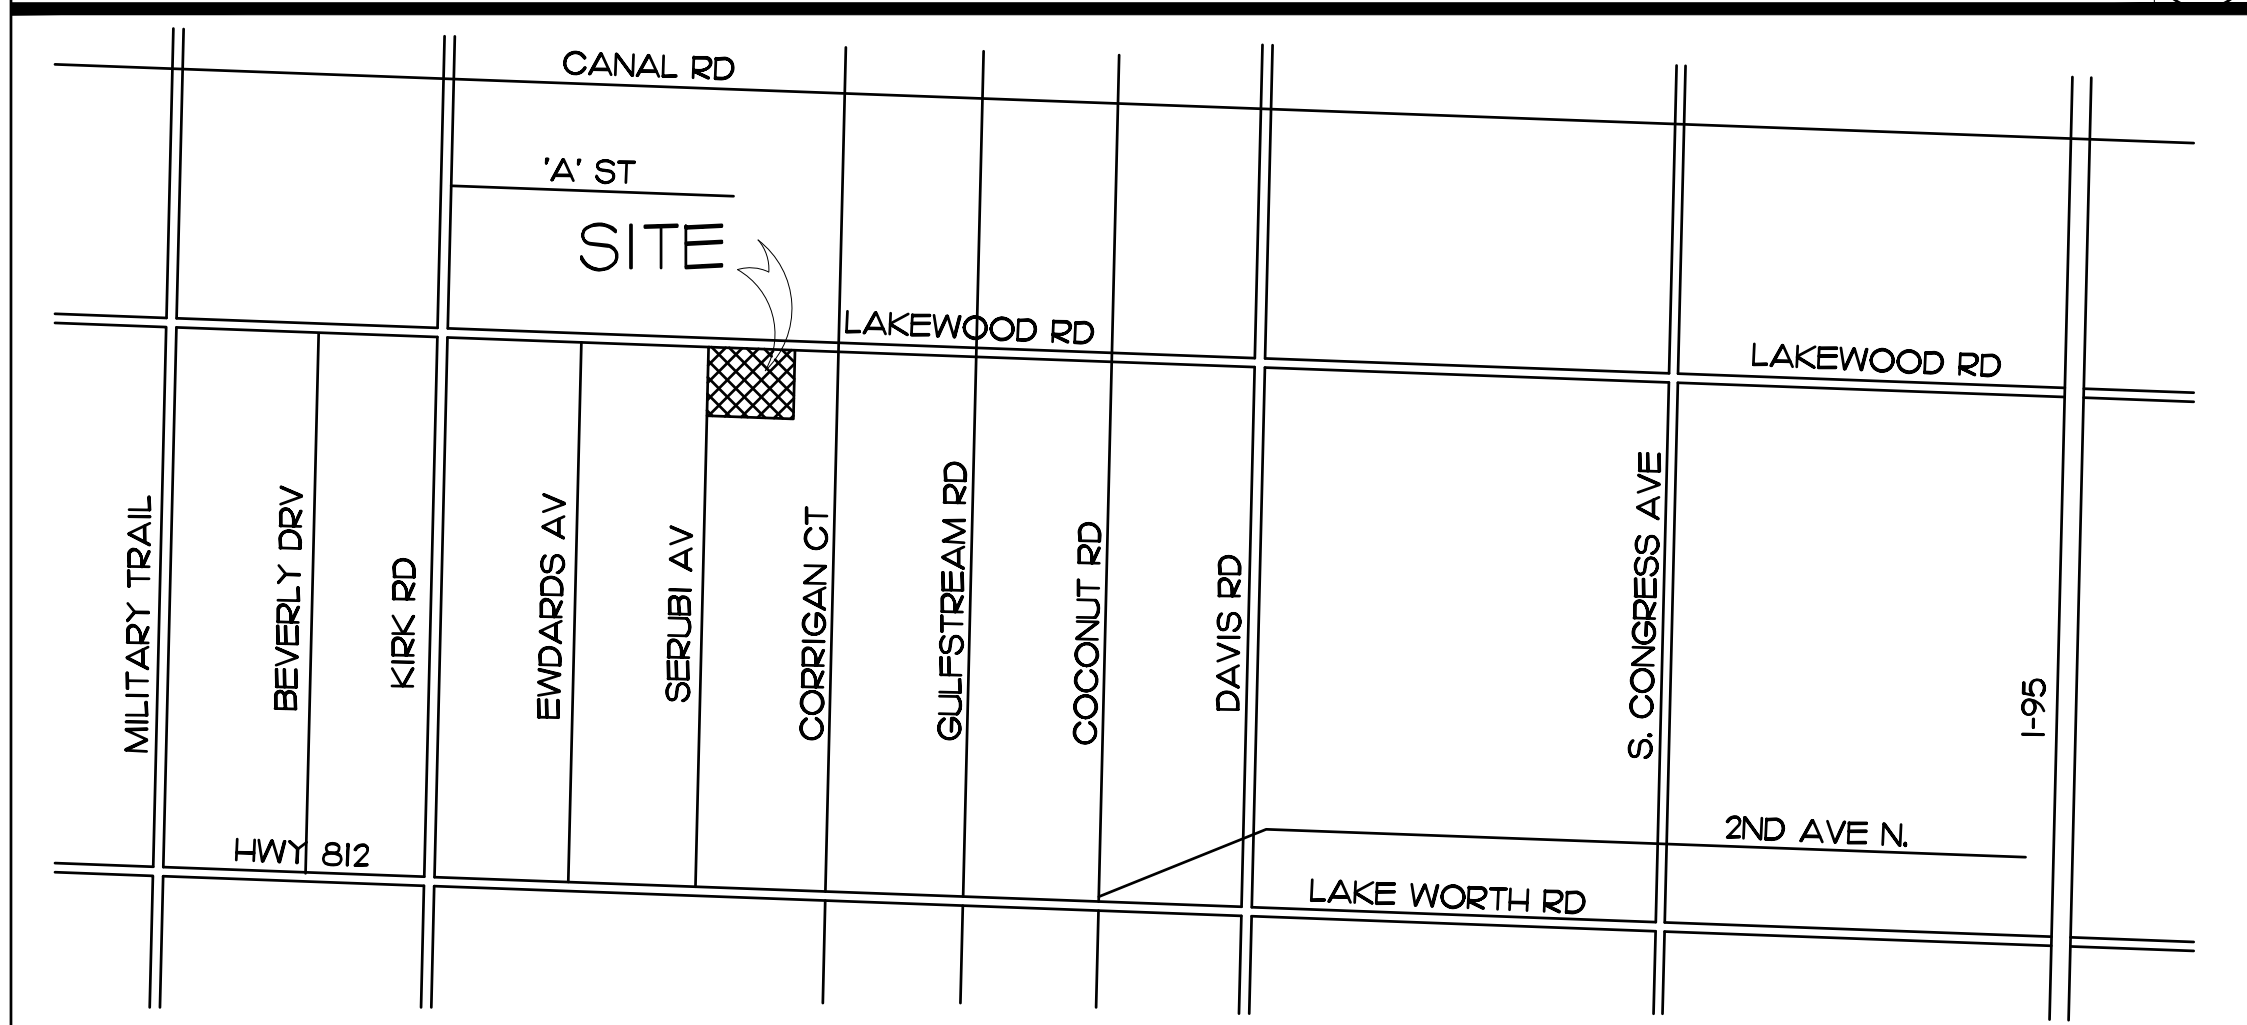 CANAL RD
'A' ST
SITE
LAKEWOOD RD
LAKEWOOD RD
MILITARY TRAIL
BEVERLY DRV
KIRK RD
EWDARDS AV
SERUBI AV
CORRIGAN CT
GULFSTREAM RD
COCONUT RD
DAVIS RD
S. CONGRESS AVE
I-95
HWY 812
2ND AVE N.
LAKE WORTH RD